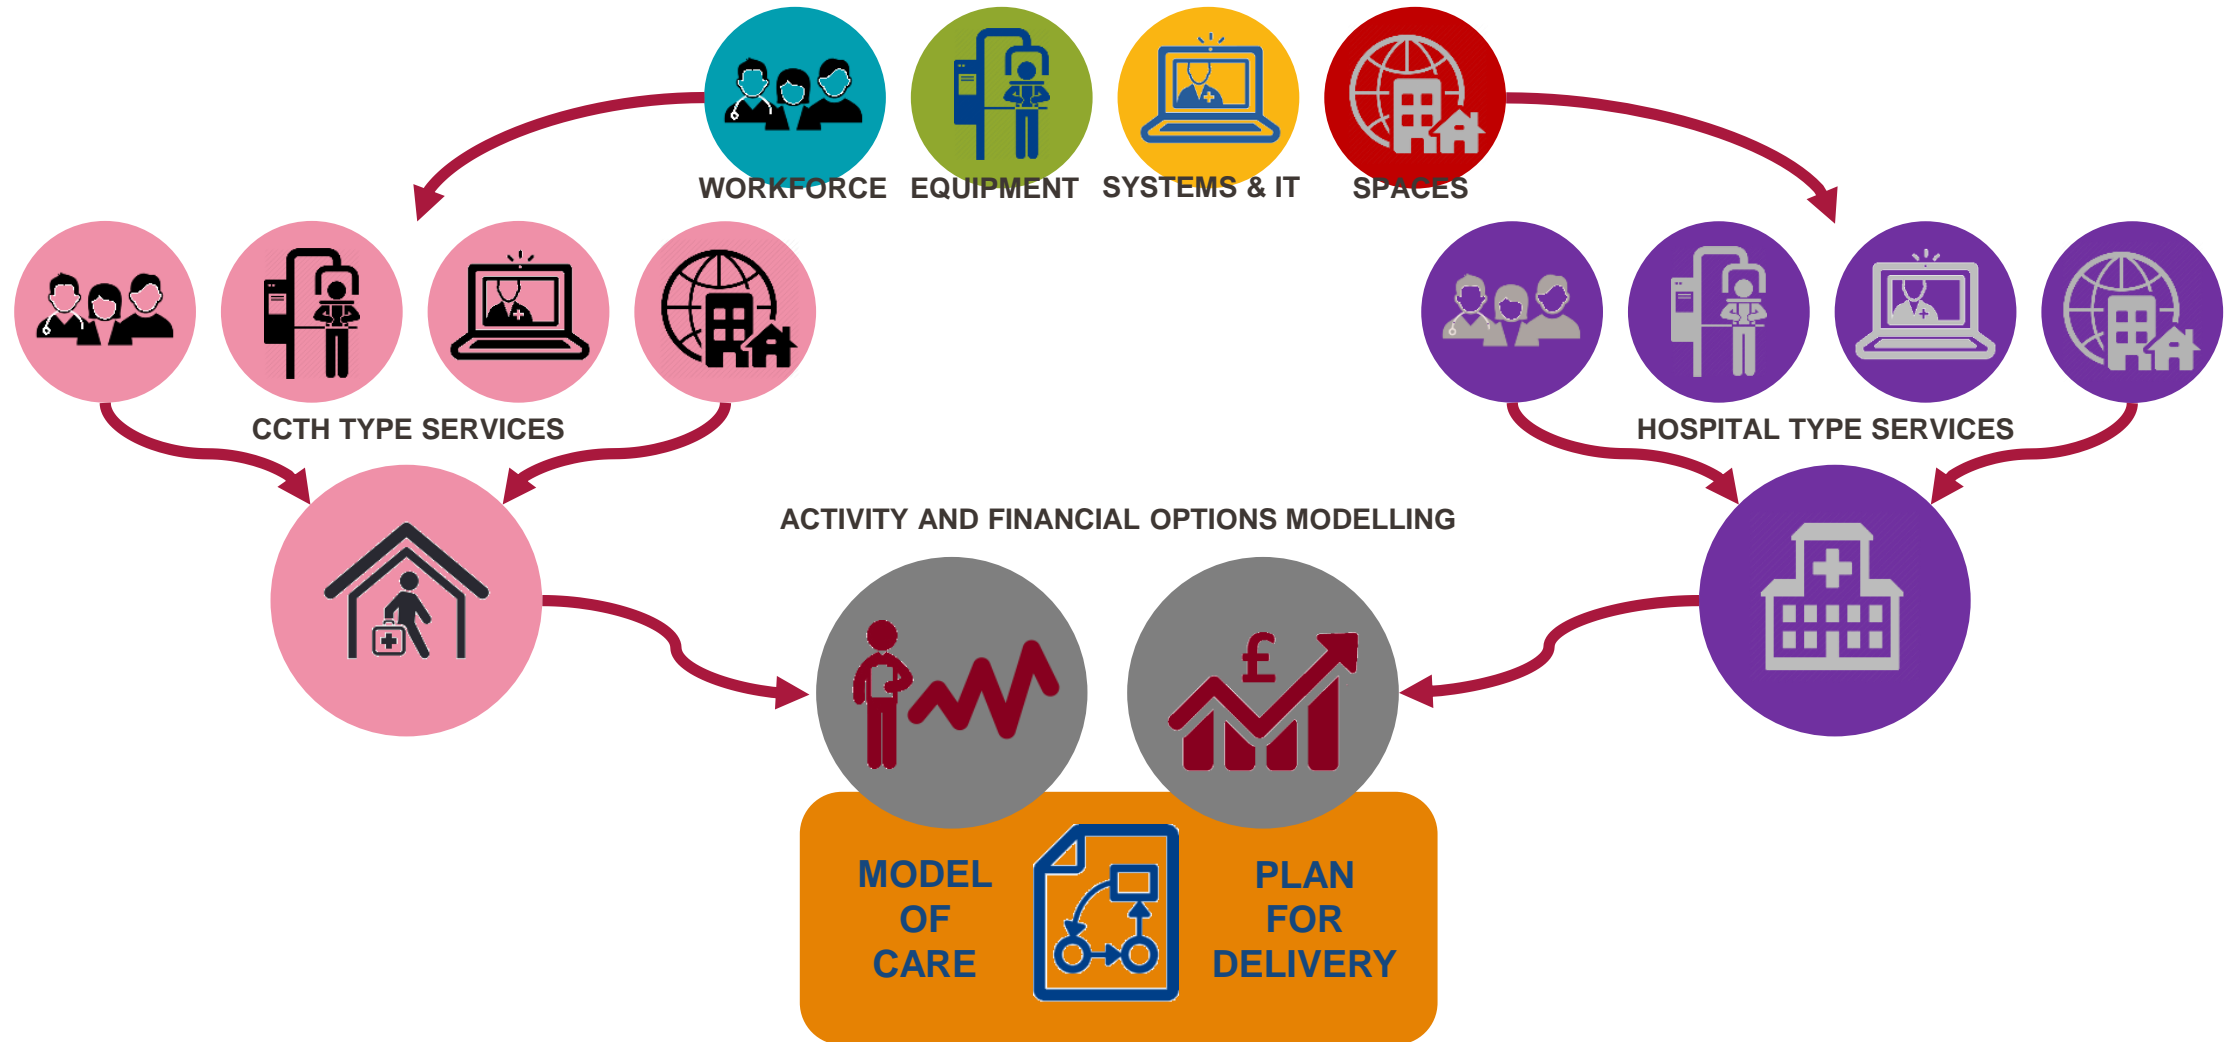 WORKFORCE
EQUIPMENT
SYSTEMS & IT
SPACES
CCTH TYPE SERVICES
HOSPITAL TYPE SERVICES
ACTIVITY AND FINANCIAL OPTIONS MODELLING
£
MODEL
OF
CARE
PLAN
FOR
DELIVERY